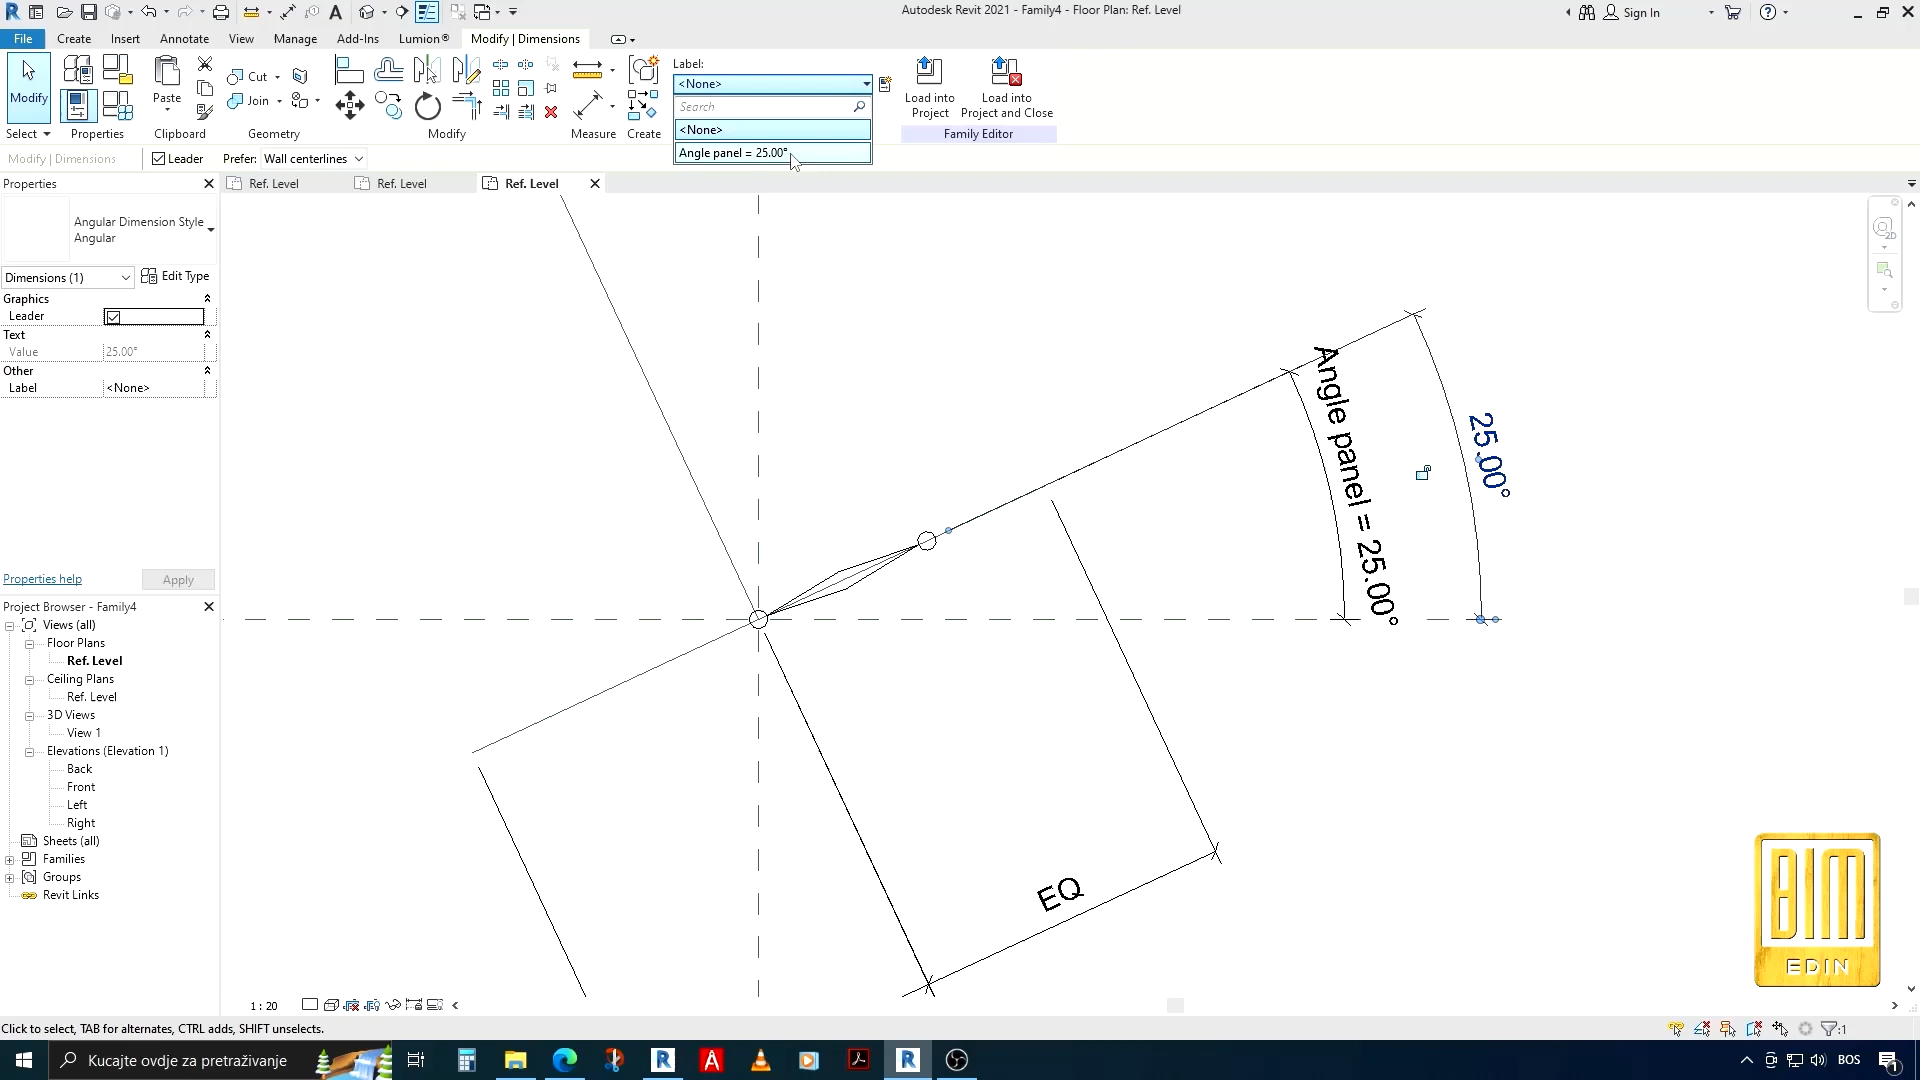 Autodesk Revit 2021 - Family4 - Floor Plan: Ref. Level
Sign In
File
Create
Insert
Annotate
View
Manage
Add-Ins
Lumion®
Modify | Dimensions
Modify
Select
Properties
Paste
Clipboard
Cut
Join
Geometry
Modify
Measure
Create
Label:
<None>
Search
<None>
Angle panel = 25.00°
Load into
Project
Load into
Project and Close
Family Editor
Modify | Dimensions
Leader
Prefer:
Wall centerlines
Properties
Ref. Level
Ref. Level
Ref. Level
Angular Dimension Style
Angular
Dimensions (1)
Edit Type
Graphics
Leader
Text
Value
25.00°
Other
Label
<None>
Properties help
Apply
Project Browser - Family4
Views (all)
Floor Plans
Ref. Level
Ceiling Plans
Ref. Level
3D Views
View 1
Elevations (Elevation 1)
Back
Front
Left
Right
Sheets (all)
Families
Groups
Revit Links
2D
Angle panel = 25.00°
25.00°
EQ
BIM
EDIN
1 : 20
Click to select, TAB for alternates, CTRL adds, SHIFT unselects.
:1
Kucajte ovdje za pretraživanje
BOS
1